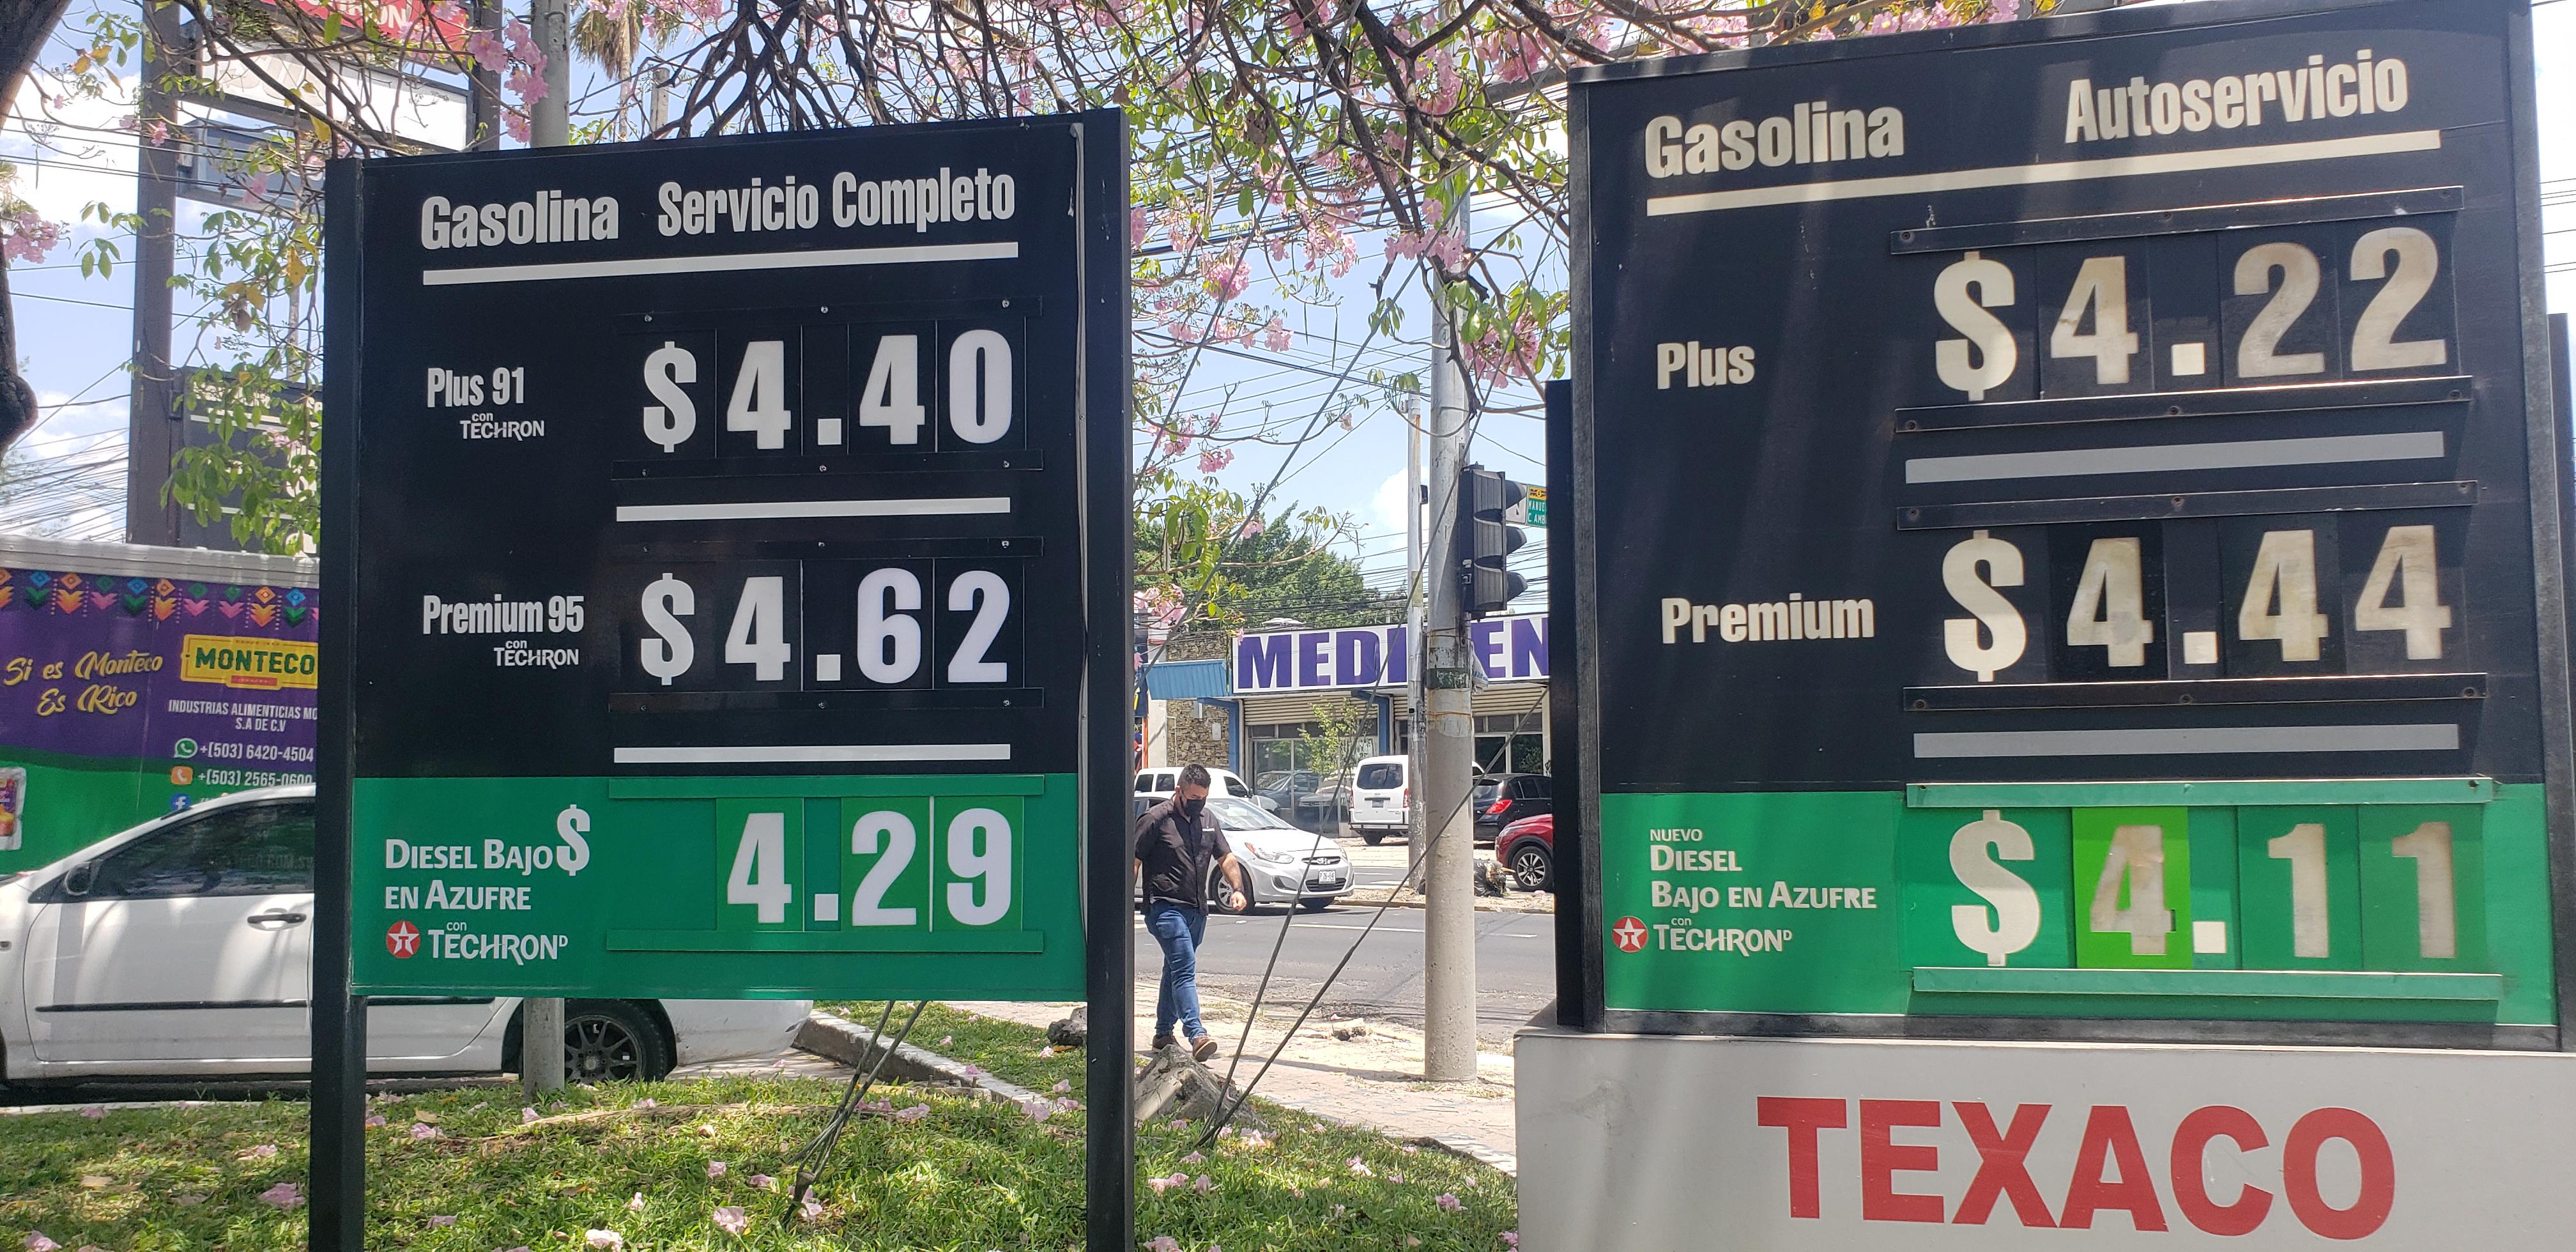 Gasolina Servicio Completo
Plus 91 $4.40
con
TECHRON
Premium 95 $4.62
con
TECHRON
DIESEL BAJO $ 4.29
EN AZUFRE
con
TECHRON D
Gasolina Autoservicio
Plus $4.22
Premium $4.44
NUEVO
DIESEL $4.11
BAJO EN AZUFRE
con
TECHRON D
TEXACO
Si es Monteco
Es Rico
MONTECO
INDUSTRIAS ALIMENTICIAS MO
S.A DE C.V
+(503) 6420-4504
+(503) 2565-0600
MEDI EN